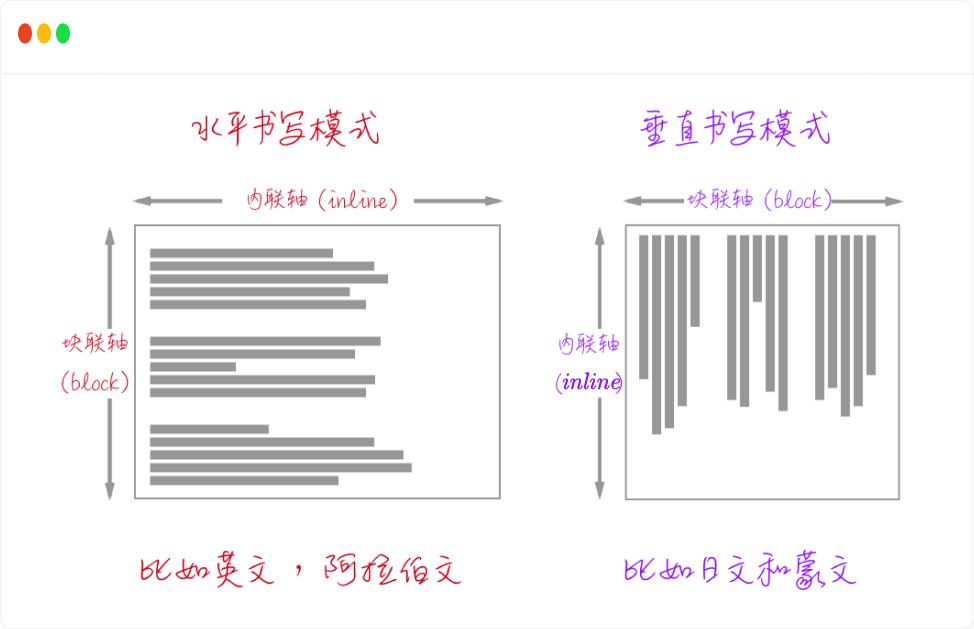 水平书写模式
内联轴 (inline)
块联轴
(block)
比如英文，阿拉伯文
垂直书写模式
块联轴 (block)
内联轴
(inline)
比如日文和蒙文